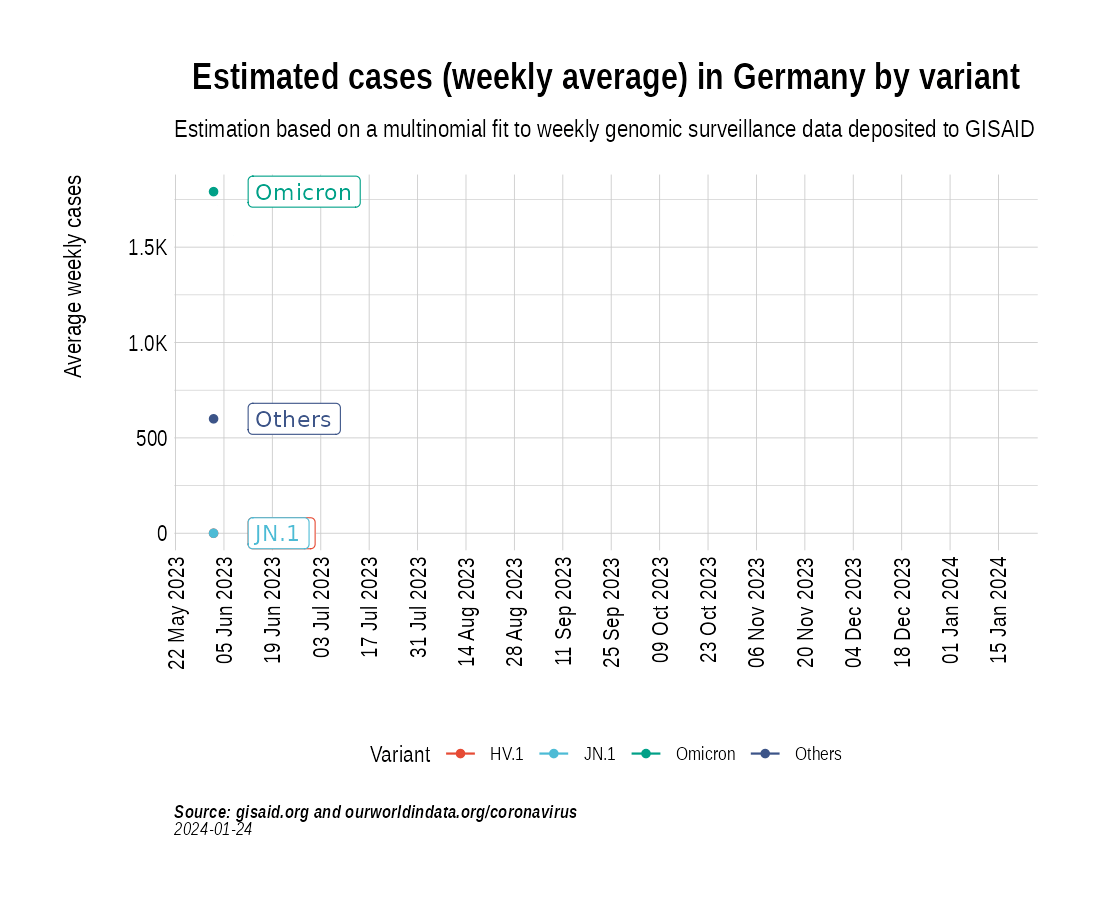 Estimated cases (weekly average) in Germany by variant
Estimation based on a multinomial fit to weekly genomic surveillance data deposited to GISAID
Average weekly cases
1.5K
1.0K
500
0
Omicron
Others
JN.1
22 May 2023
05 Jun 2023
19 Jun 2023
03 Jul 2023
17 Jul 2023
31 Jul 2023
14 Aug 2023
28 Aug 2023
11 Sep 2023
25 Sep 2023
09 Oct 2023
23 Oct 2023
06 Nov 2023
20 Nov 2023
04 Dec 2023
18 Dec 2023
01 Jan 2024
15 Jan 2024
Variant HV.1 JN.1 Omicron Others
Source: gisaid.org and ourworldindata.org/coronavirus
2024-01-24